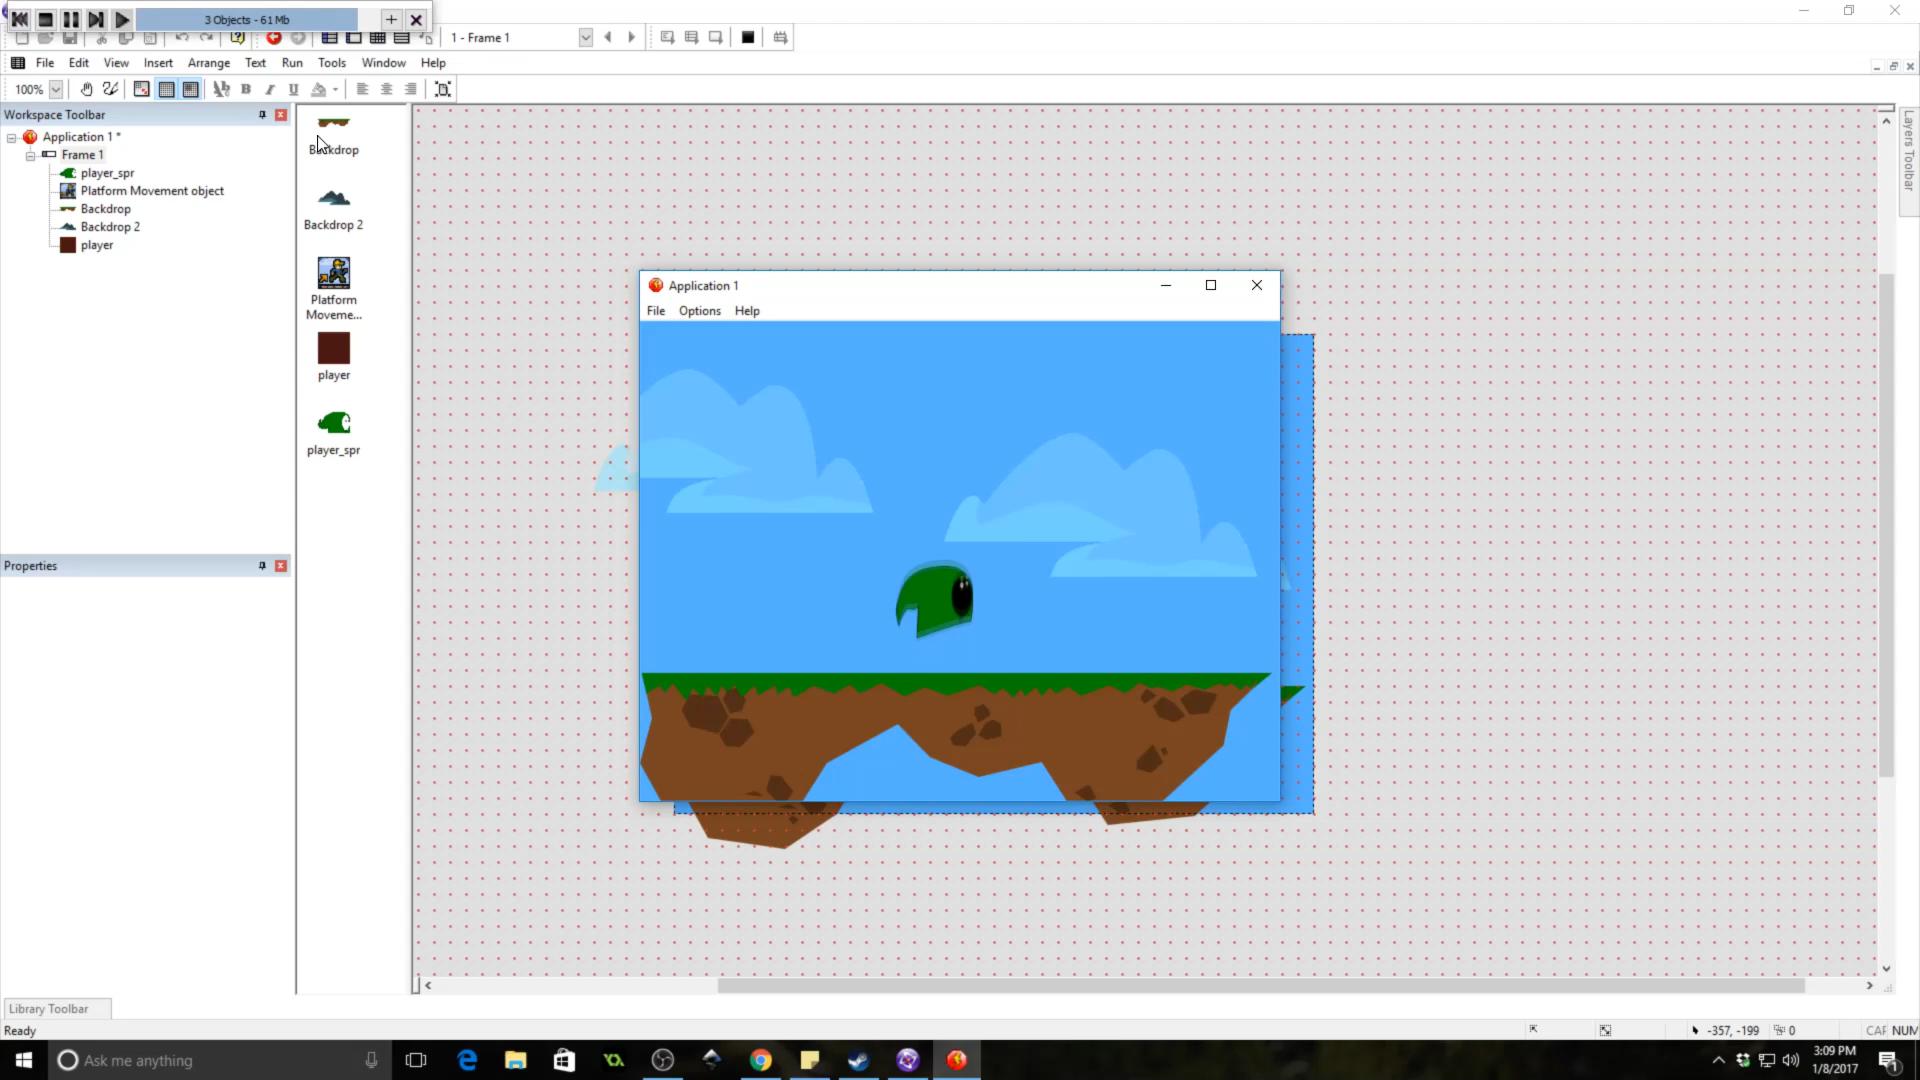 3 Objects - 61 Mb
1 - Frame 1
File Edit View Insert Arrange Text Run Tools Window Help
100%
Workspace Toolbar
Application 1 *
Frame 1
player_spr
Platform Movement object
Backdrop
Backdrop 2
player
Properties
Backdrop
Backdrop 2
Platform
Moveme...
player
player_spr
Layers Toolbar
Application 1
File Options Help
Library Toolbar
Ready
-357, -199
0
CAP NUM
Ask me anything
3:09 PM
1/8/2017
1